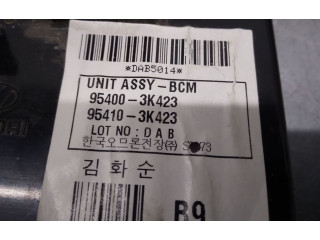 *DAB5014*
UNIT ASSY-BCM
95400-3K423
95410-3K423
LOT NO: DAB
한국오므론전장(㈜)
김화순
B9